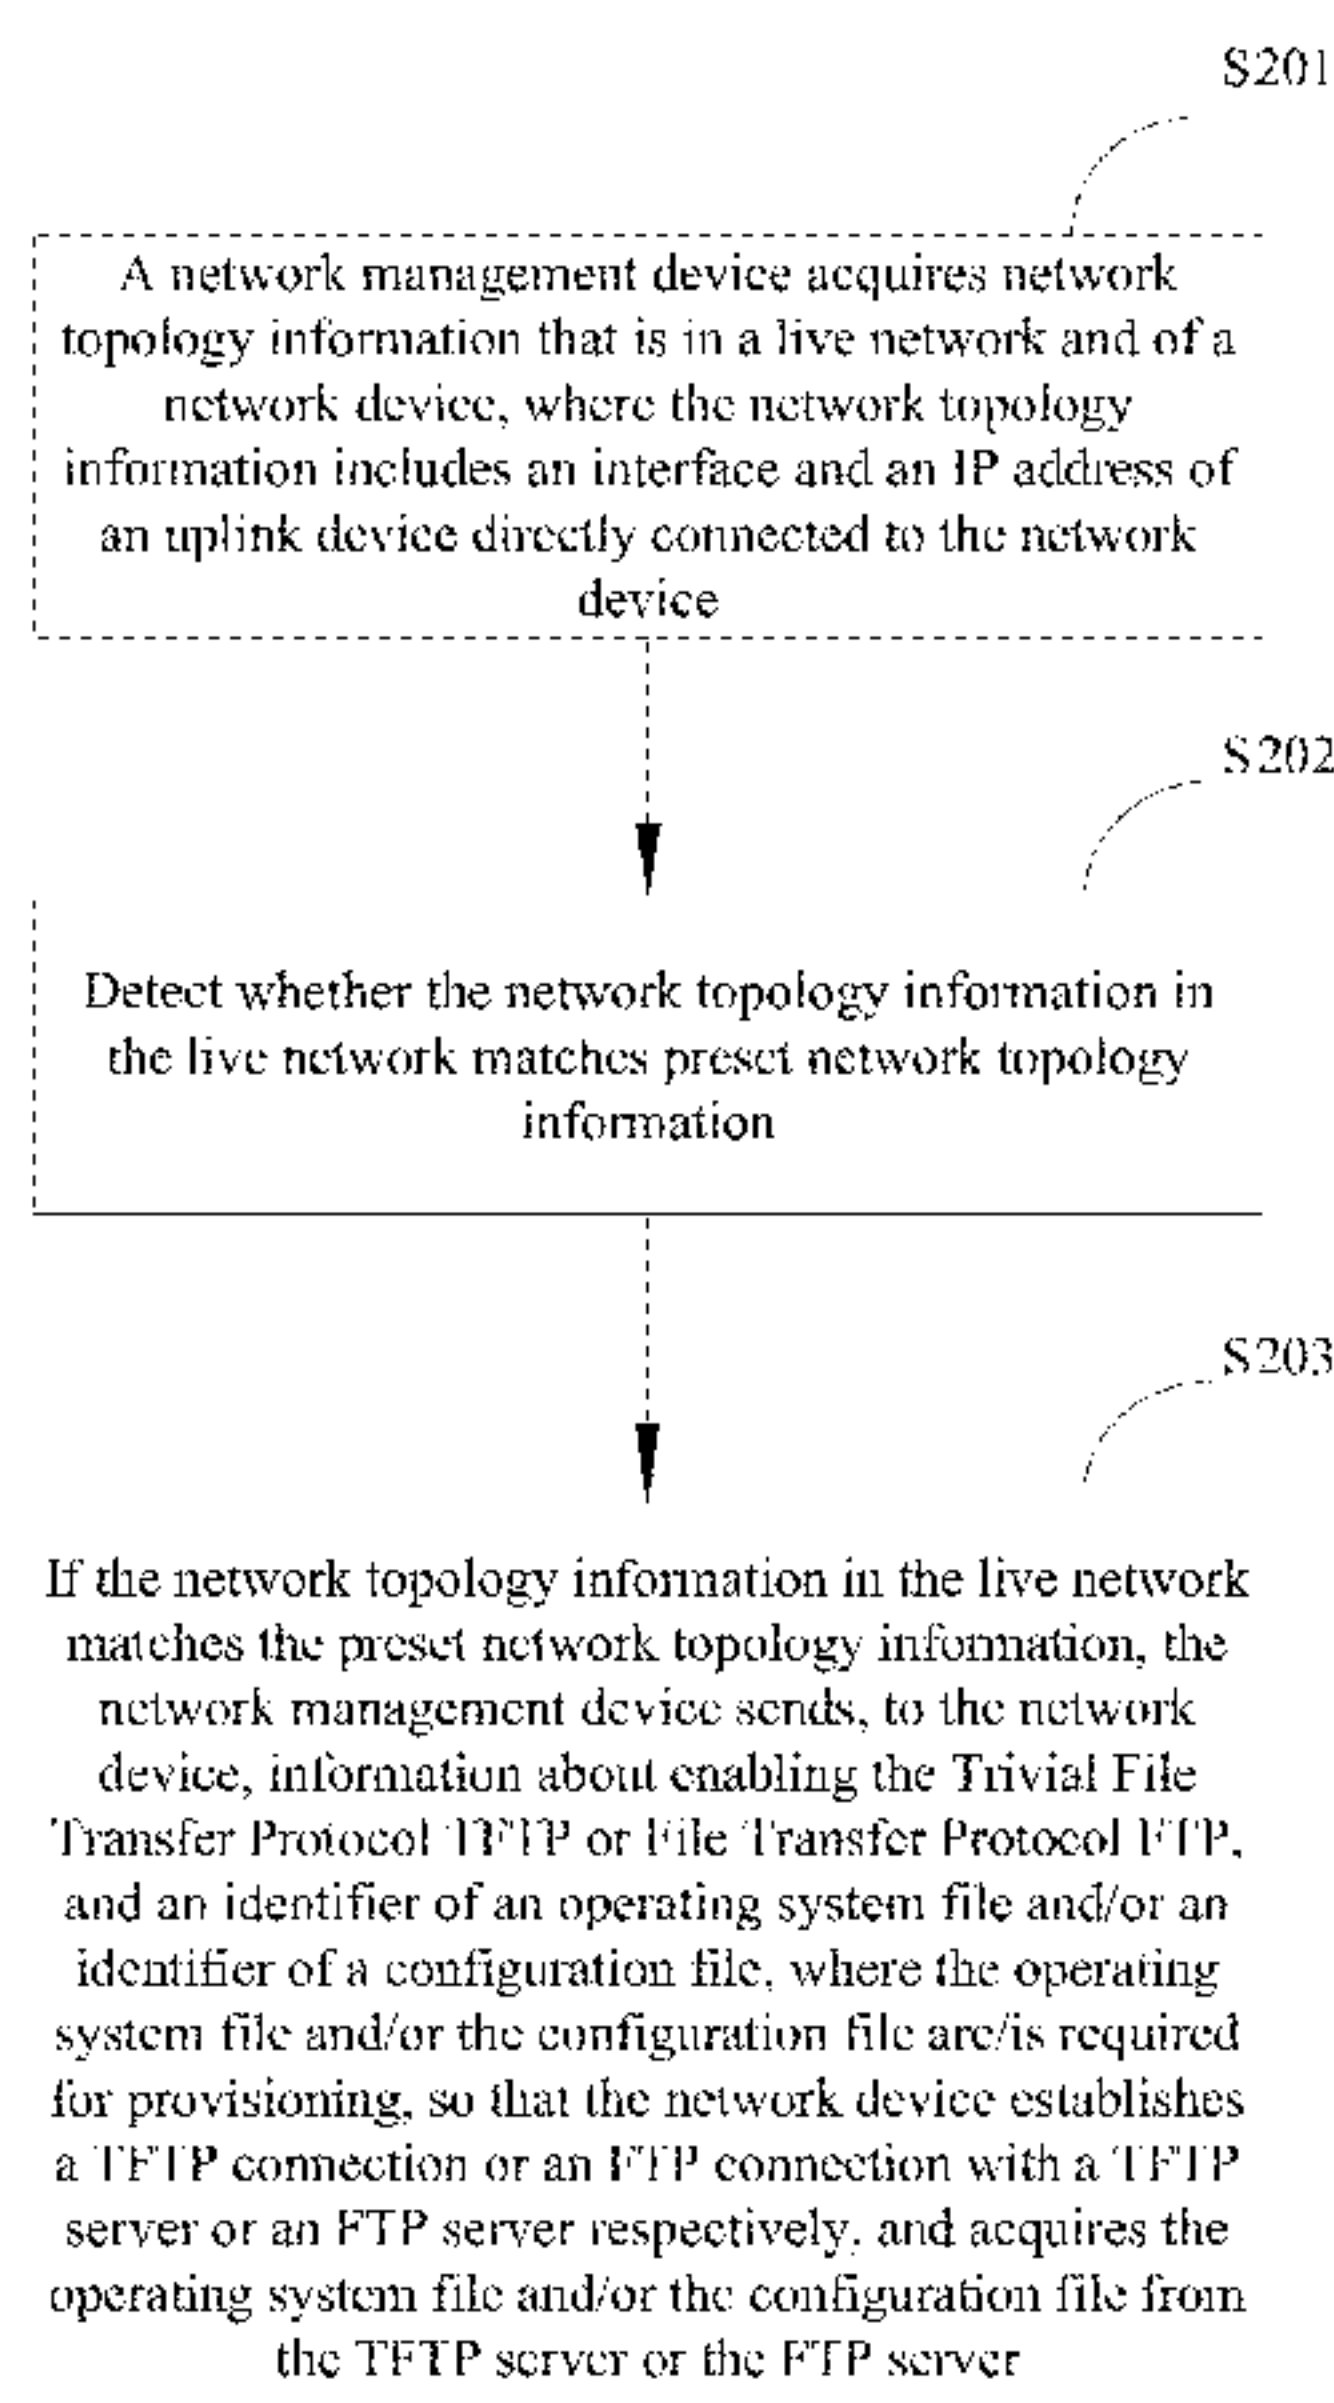 S201
A network management device acquires network
topology information that is in a live network and of a
network device, where the network topology
information includes an interface and an IP address of
an uplink device directly connected to the network
device
S202
Detect whether the network topology information in
the live network matches preset network topology
information
S203
If the network topology information in the live network
matches the preset network topology information, the
network management device sends, to the network
device, information about enabling the Trivial File
Transfer Protocol TFTP or File Transfer Protocol FTP,
and an identifier of an operating system file and/or an
identifier of a configuration file, where the operating
system file and/or the configuration file are/is required
for provisioning, so that the network device establishes
a TFTP connection or an FTP connection with a TFTP
server or an FTP server respectively, and acquires the
operating system file and/or the configuration file from
the TFTP server or the FTP server